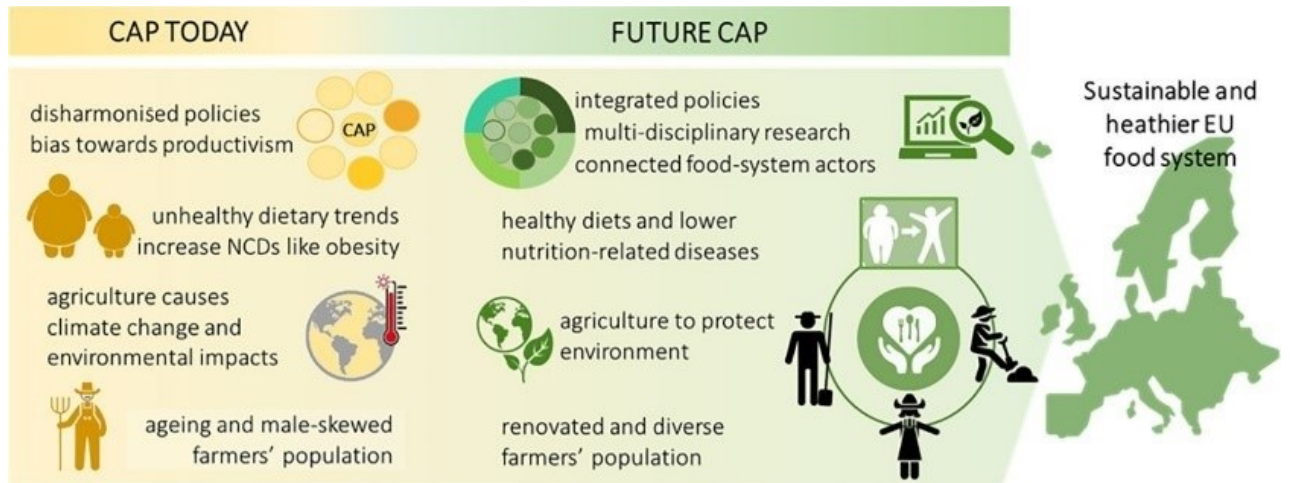 CAP TODAY
FUTURE CAP
disharmonised policies
bias towards productivism
CAP
integrated policies
multi-disciplinary research
connected food-system actors
Sustainable and
heathier EU
food system
unhealthy dietary trends
increase NCDs like obesity
healthy diets and lower
nutrition-related diseases
agriculture causes
climate change and
environmental impacts
agriculture to protect
environment
ageing and male-skewed
farmers' population
renovated and diverse
farmers' population